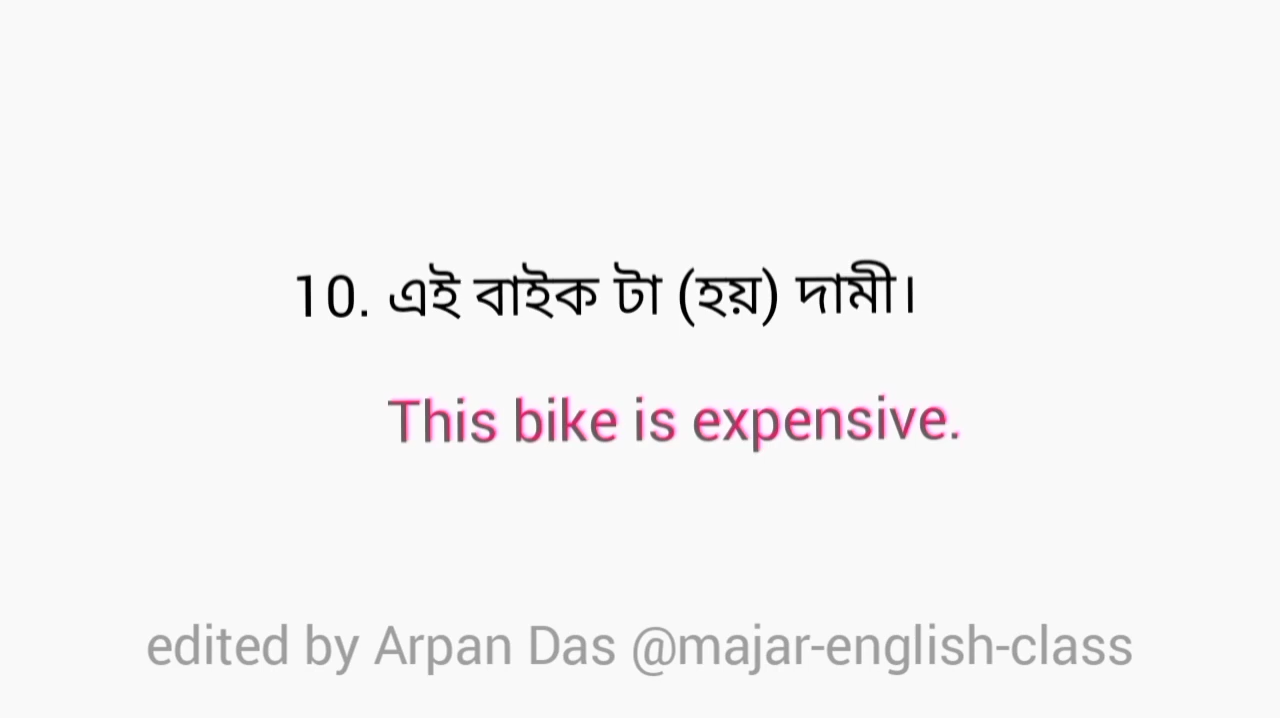 10. এই বাইক টা (হয়) দামী।
This bike is expensive.
edited by Arpan Das @majar-english-class